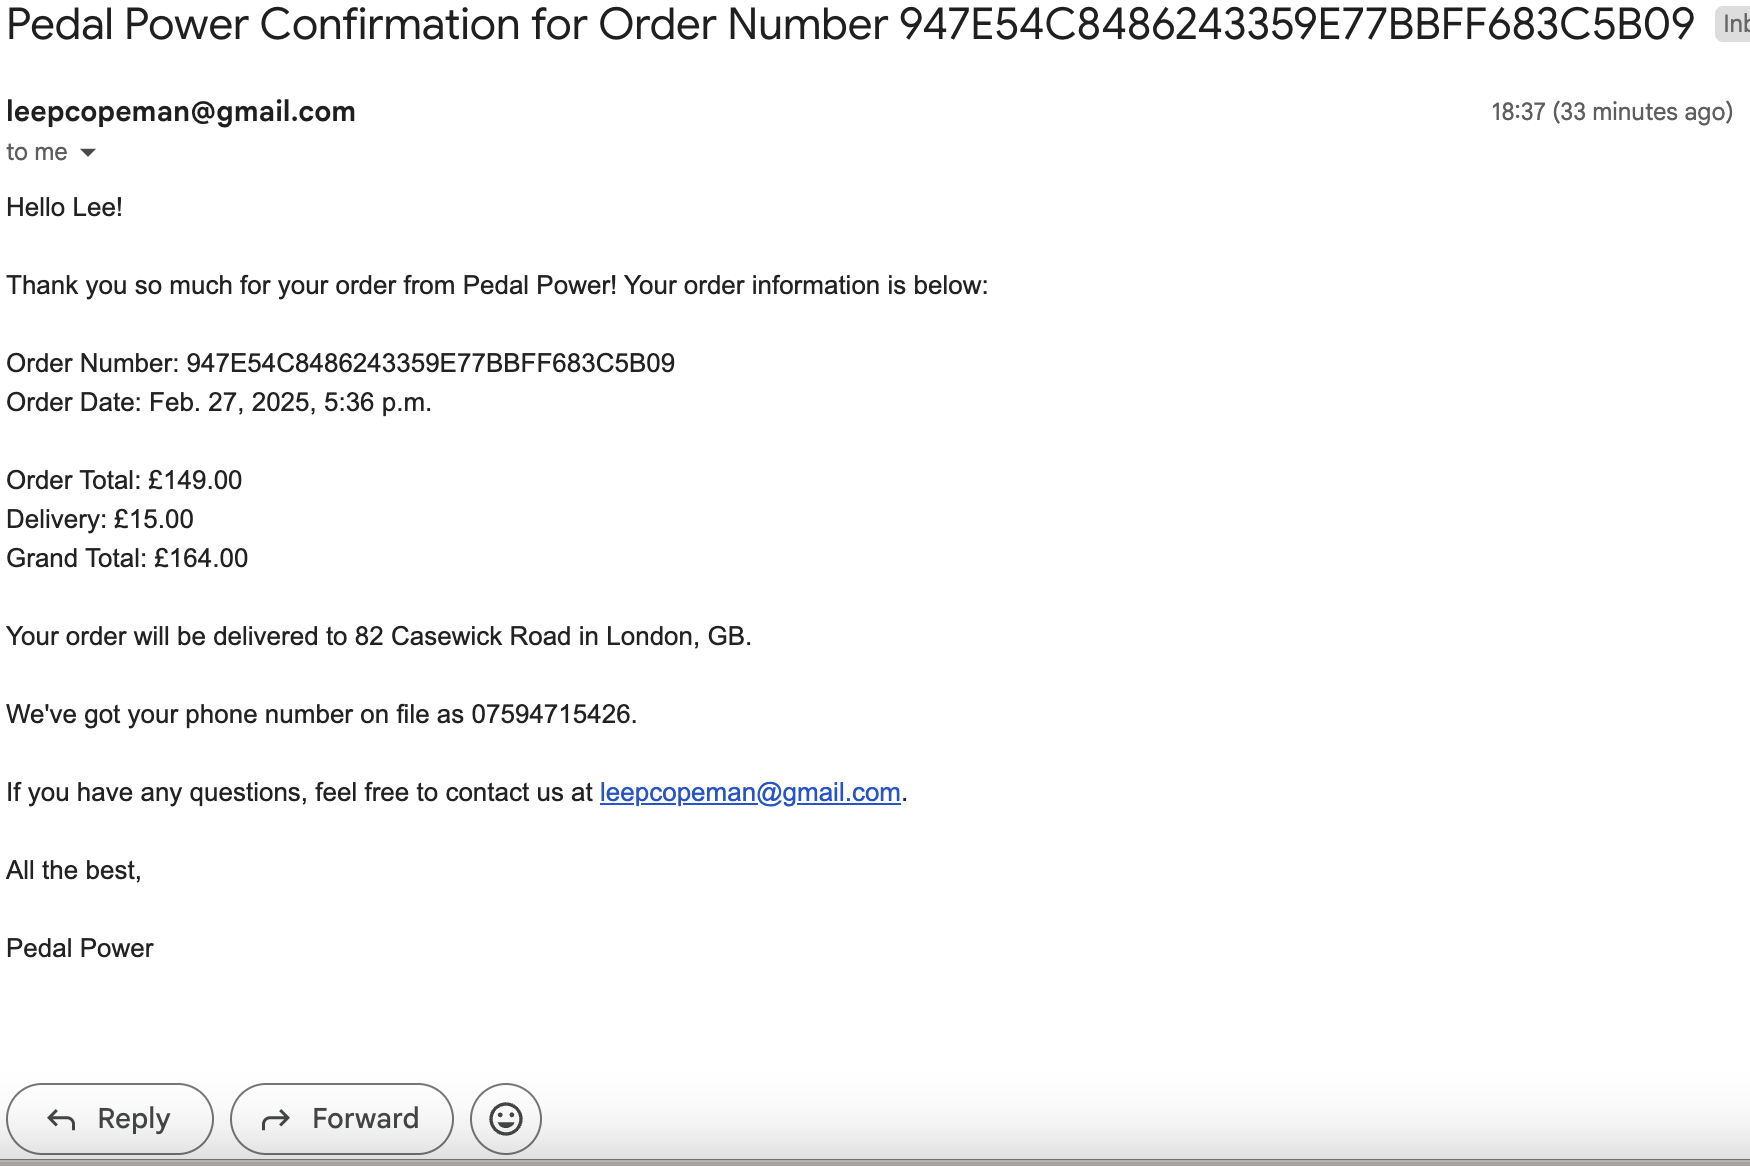 Pedal Power Confirmation for Order Number 947E54C8486243359E77BBFF683C5B09
leepcopeman@gmail.com
18:37 (33 minutes ago)
to me
Hello Lee!
Thank you so much for your order from Pedal Power! Your order information is below:
Order Number: 947E54C8486243359E77BBFF683C5B09
Order Date: Feb. 27, 2025, 5:36 p.m.
Order Total: £149.00
Delivery: £15.00
Grand Total: £164.00
Your order will be delivered to 82 Casewick Road in London, GB.
We've got your phone number on file as 07594715426.
If you have any questions, feel free to contact us at leepcopeman@gmail.com.
All the best,
Pedal Power
Reply
Forward